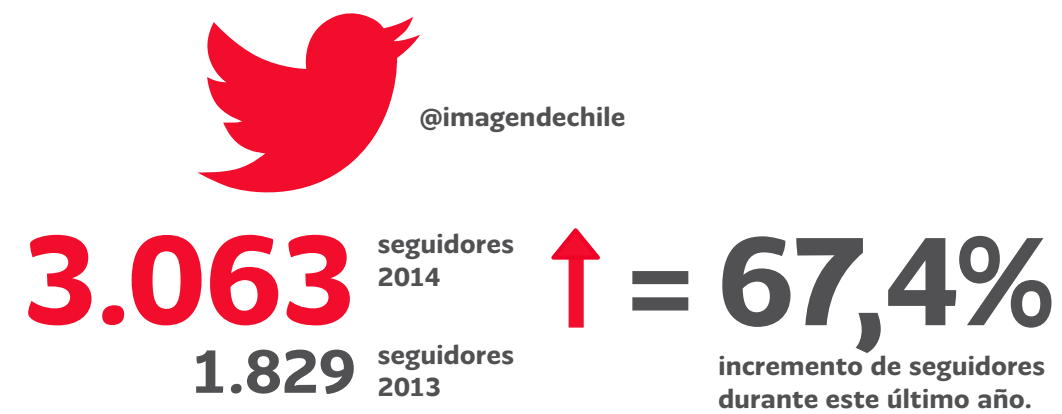 @imagendechile
3.063 seguidores
2014
1.829 seguidores
2013
= 67,4%
incremento de seguidores
durante este último año.